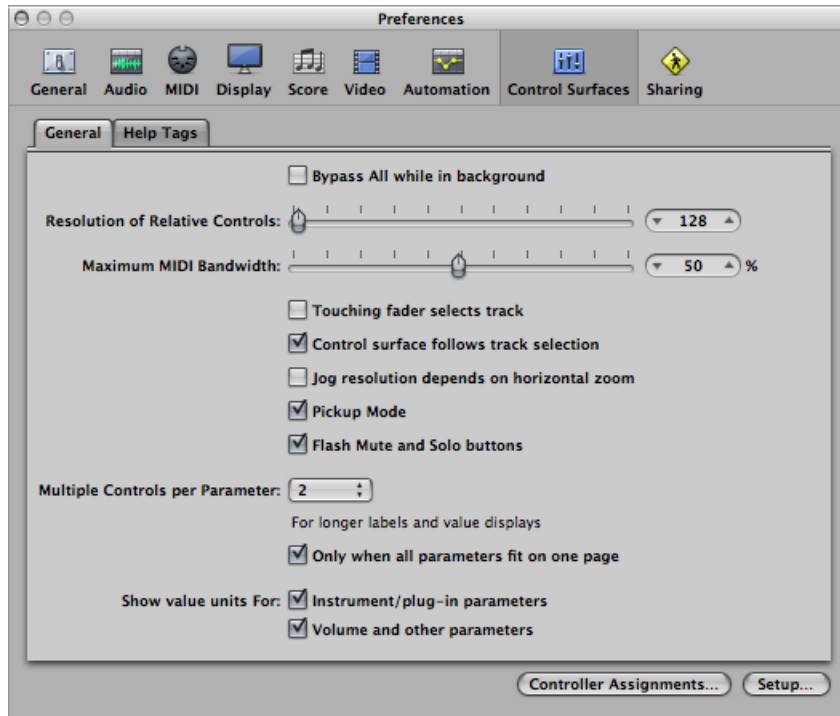 Preferences
General Audio MIDI Display Score Video Automation Control Surfaces Sharing
General Help Tags
Bypass All while in background
Resolution of Relative Controls: 128
Maximum MIDI Bandwidth: 50 %
Touching fader selects track
Control surface follows track selection
Jog resolution depends on horizontal zoom
Pickup Mode
Flash Mute and Solo buttons
Multiple Controls per Parameter: 2
For longer labels and value displays
Only when all parameters fit on one page
Show value units For: Instrument/plug-in parameters
Volume and other parameters
Controller Assignments... Setup...